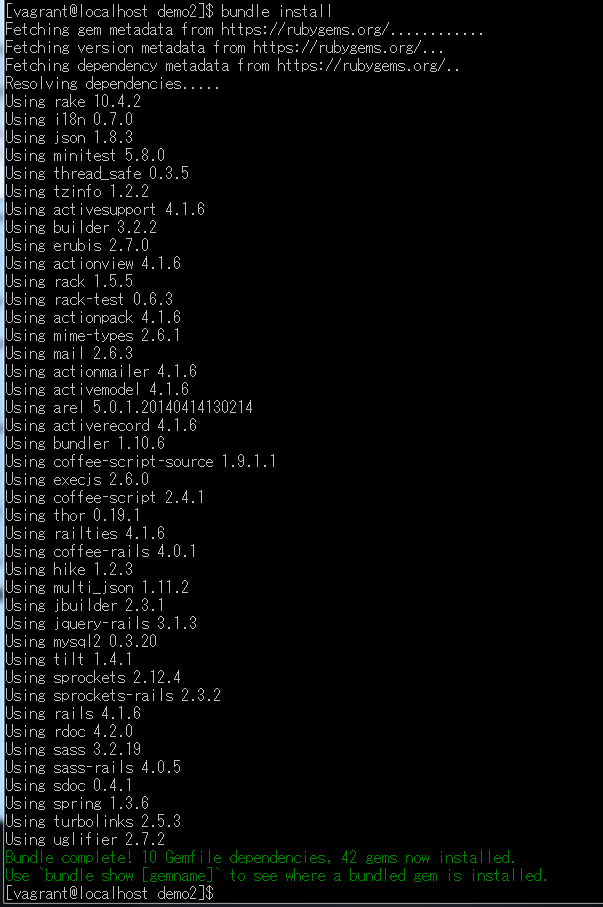 [vagrant@localhost demo2]$ bundle install
Fetching gem metadata from https://rubygems.org/............
Fetching version metadata from https://rubygems.org/...
Fetching dependency metadata from https://rubygems.org/..
Resolving dependencies.....
Using rake 10.4.2
Using i18n 0.7.0
Using json 1.8.3
Using minitest 5.8.0
Using thread_safe 0.3.5
Using tzinfo 1.2.2
Using activesupport 4.1.6
Using builder 3.2.2
Using erubis 2.7.0
Using actionview 4.1.6
Using rack 1.5.5
Using rack-test 0.6.3
Using actionpack 4.1.6
Using mime-types 2.6.1
Using mail 2.6.3
Using actionmailer 4.1.6
Using activemodel 4.1.6
Using arel 5.0.1.20140414130214
Using activerecord 4.1.6
Using bundler 1.10.6
Using coffee-script-source 1.9.1.1
Using execjs 2.6.0
Using coffee-script 2.4.1
Using thor 0.19.1
Using railties 4.1.6
Using coffee-rails 4.0.1
Using hike 1.2.3
Using multi_json 1.11.2
Using jbuilder 2.3.1
Using jquery-rails 3.1.3
Using mysql2 0.3.20
Using tilt 1.4.1
Using sprockets 2.12.4
Using sprockets-rails 2.3.2
Using rails 4.1.6
Using rdoc 4.2.0
Using sass 3.2.19
Using sass-rails 4.0.5
Using sdoc 0.4.1
Using spring 1.3.6
Using turbolinks 2.5.3
Using uglifier 2.7.2
Bundle complete! 10 Gemfile dependencies, 42 gems now installed.
Use `bundle show [gemname]` to see where a bundled gem is installed.
[vagrant@localhost demo2]$